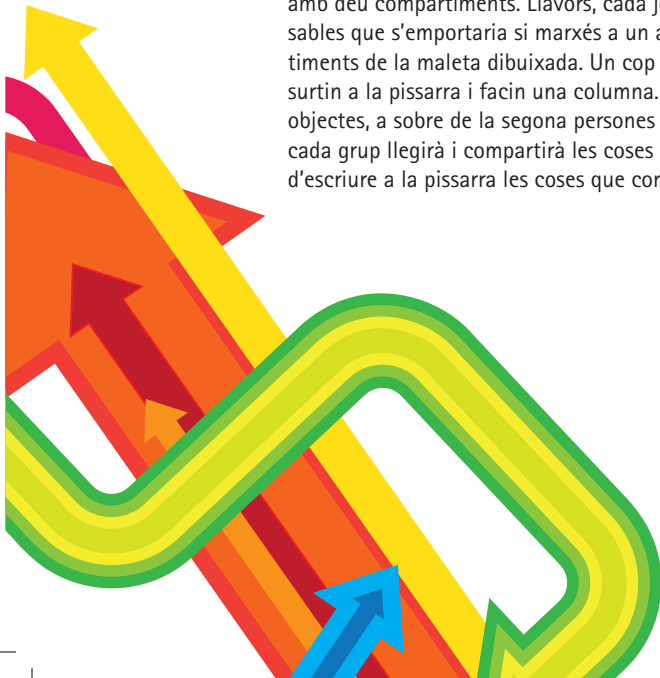 amb deu compartiments. Llavors, cada jo
sables que s'emportaria si marxés a un a
timents de la maleta dibuixada. Un cop
surtin a la pissarra i facin una columna.
objectes, a sobre de la segona persones
cada grup llegirà i compartirà les coses
d'escriure a la pissarra les coses que cor